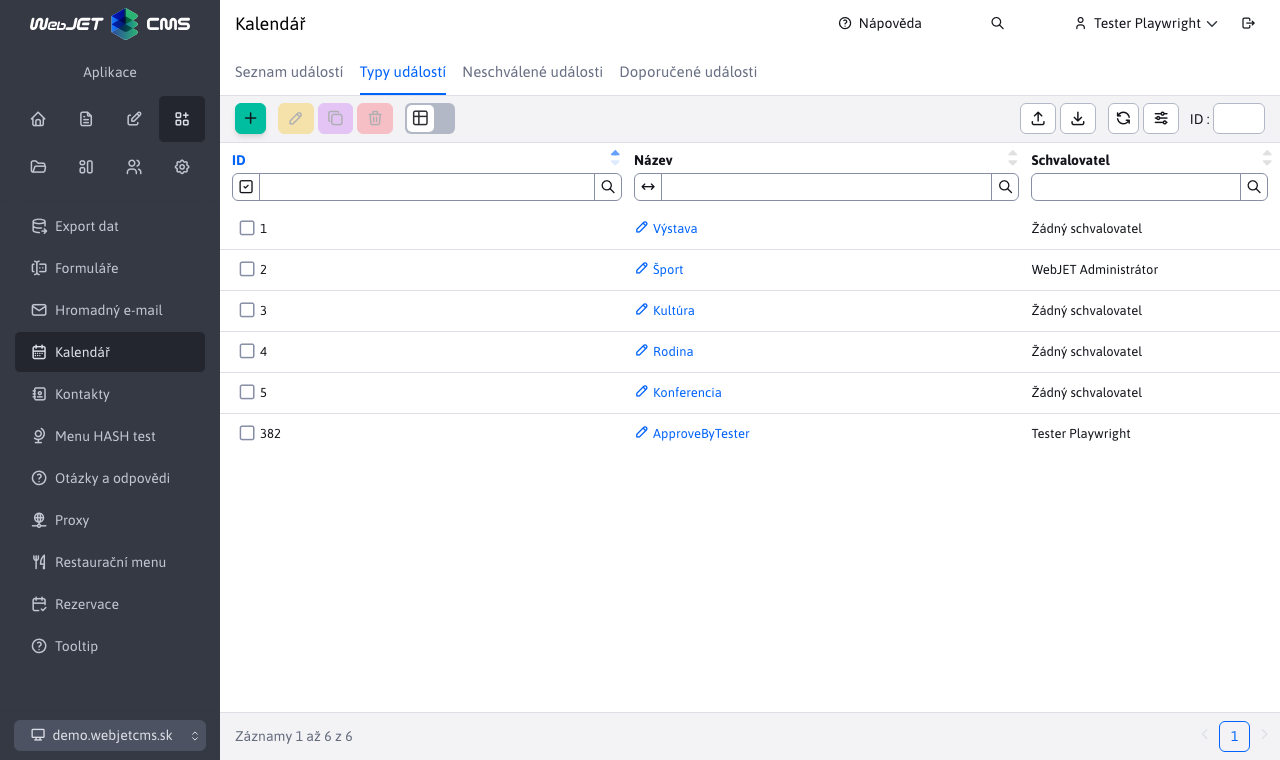 WebJET CMS
Aplikace
Export dat
Formuláře
Hromadný e-mail
Kalendář
Kontakty
Menu HASH test
Otázky a odpovědi
Proxy
Restaurační menu
Rezervace
Tooltip
demo.webjetcms.sk
Kalendář
Nápověda
Tester Playwright
Seznam událostí
Typy událostí
Neschválené události
Doporučené události
ID :
ID Název Schvalovatel
1 Výstava Žádný schvalovatel
2 Šport WebJET Administrátor
3 Kultúra Žádný schvalovatel
4 Rodina Žádný schvalovatel
5 Konferencia Žádný schvalovatel
382 ApproveByTester Tester Playwright
Záznamy 1 až 6 z 6
1